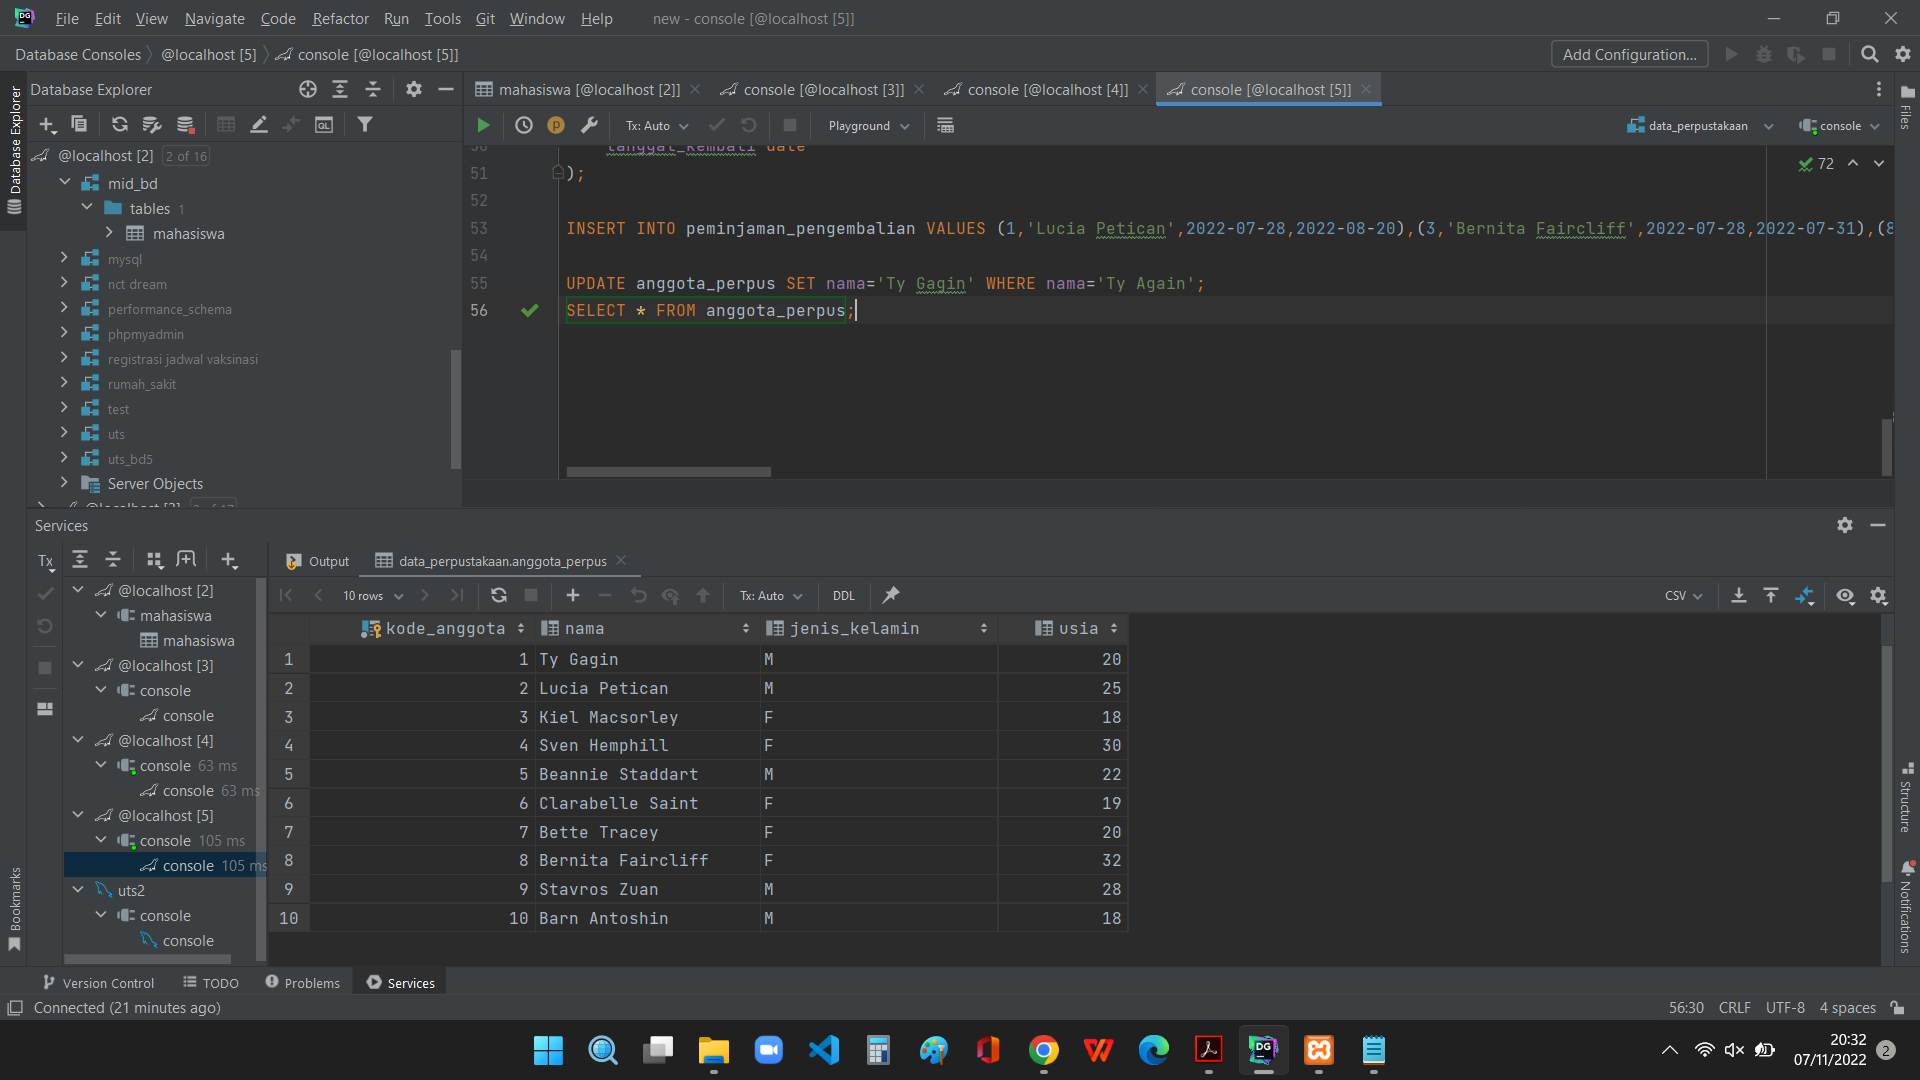 File Edit View Navigate Code Refactor Run Tools Git Window Help new - console [@localhost [5]]
Database Consoles @localhost [5] console [@localhost [5]] Add Configuration...
Database Explorer
mahasiswa [@localhost [2]] console [@localhost [3]] console [@localhost [4]] console [@localhost [5]]
Tx: Auto Playground data_perpustakaan console
Database Explorer
Files
@localhost [2] 2 of 16
mid_bd
tables 1
mahasiswa
mysql
nct dream
performance_schema
phpmyadmin
registrasi jadwal vaksinasi
rumah_sakit
test
uts
uts_bd5
Server Objects
50 tanggal_kembali date
51 );
72
52
53 INSERT INTO peminjaman_pengembalian VALUES (1,'Lucia Petican',2022-07-28,2022-08-20),(3,'Bernita Faircliff',2022-07-28,2022-07-31),(8
54
55 UPDATE anggota_perpus SET nama='Ty Gagin' WHERE nama='Ty Again';
56 SELECT * FROM anggota_perpus;
Services
Tx
Output data_perpustakaan.anggota_perpus
10 rows Tx: Auto DDL CSV
@localhost [2]
mahasiswa
mahasiswa
@localhost [3]
console
console
@localhost [4]
console 63 ms
console 63 ms
@localhost [5]
console 105 ms
console 105 ms
uts2
console
console
kode_anggota nama jenis_kelamin usia
1 1 Ty Gagin M 20
2 2 Lucia Petican M 25
3 3 Kiel Macsorley F 18
4 4 Sven Hemphill F 30
5 5 Beannie Staddart M 22
6 6 Clarabelle Saint F 19
7 7 Bette Tracey F 20
8 8 Bernita Faircliff F 32
9 9 Stavros Zuan M 28
10 10 Barn Antoshin M 18
Bookmarks
Structure
Notifications
Version Control TODO Problems Services
Connected (21 minutes ago) 56:30 CRLF UTF-8 4 spaces
20:32
07/11/2022 2